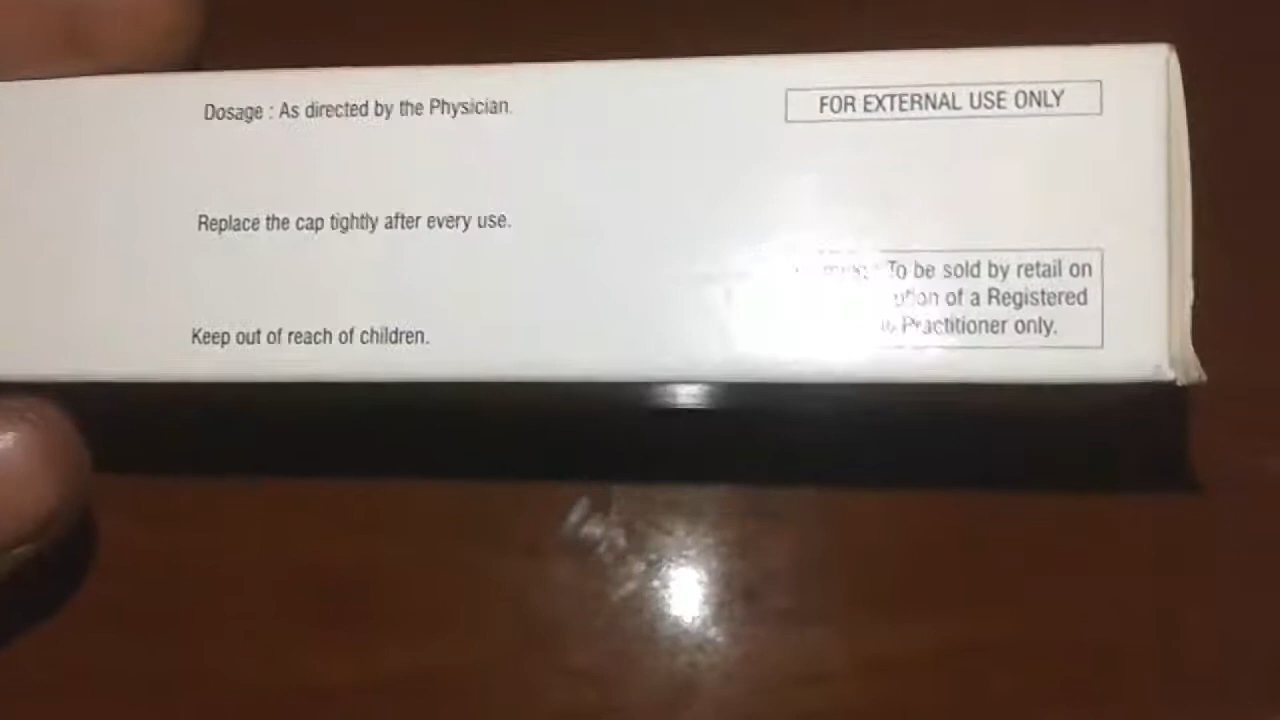 Dosage : As directed by the Physician.
FOR EXTERNAL USE ONLY
Replace the cap tightly after every use.
To be sold by retail on
of a Registered
Practitioner only.
Keep out of reach of children.